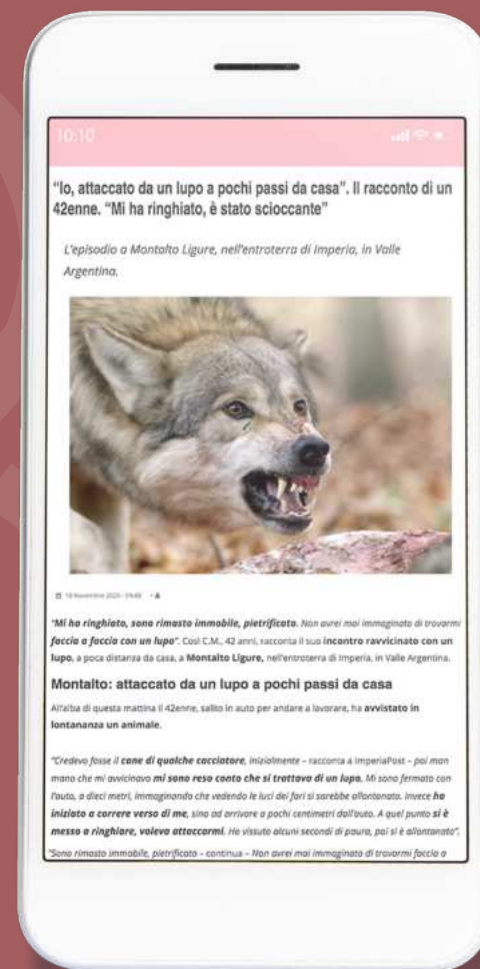 10:10
“Io, attaccato da un lupo a pochi passi da casa”. Il racconto di un
42enne. “Mi ha ringhiato, è stato scioccante”
L'episodio a Montalto Ligure, nell'entroterra di Imperia, in Valle
Argentina.
18 Novembre 2020 - 09:48
"Mi ha ringhiato, sono rimasto immobile, pietrificato. Non avrei mai immaginato di trovarmi
faccia a faccia con un lupo". Così C.M., 42 anni, racconta il suo incontro ravvicinato con un
lupo, a poca distanza da casa, a Montalto Ligure, nell'entroterra di Imperia, in Valle Argentina.
Montalto: attaccato da un lupo a pochi passi da casa
All'alba di questa mattina il 42enne, salito in auto per andare a lavorare, ha avvistato in
lontananza un animale.
"Credevo fosse il cane di qualche cacciatore, inizialmente – racconta a ImperiaPost – poi man
mano che mi avvicinavo mi sono reso conto che si trattava di un lupo. Mi sono fermato con
l'auto, a dieci metri, immaginando che vedendo le luci dei fari si sarebbe allontanato. Invece ha
iniziato a correre verso di me, sino ad arrivare a pochi centimetri dall'auto. A quel punto si è
messo a ringhiare, voleva attaccarmi. Ho vissuto alcuni secondi di paura, poi si è allontanato".
"Sono rimasto immobile, pietrificato – continua – Non avrei mai immaginato di trovarmi faccia a